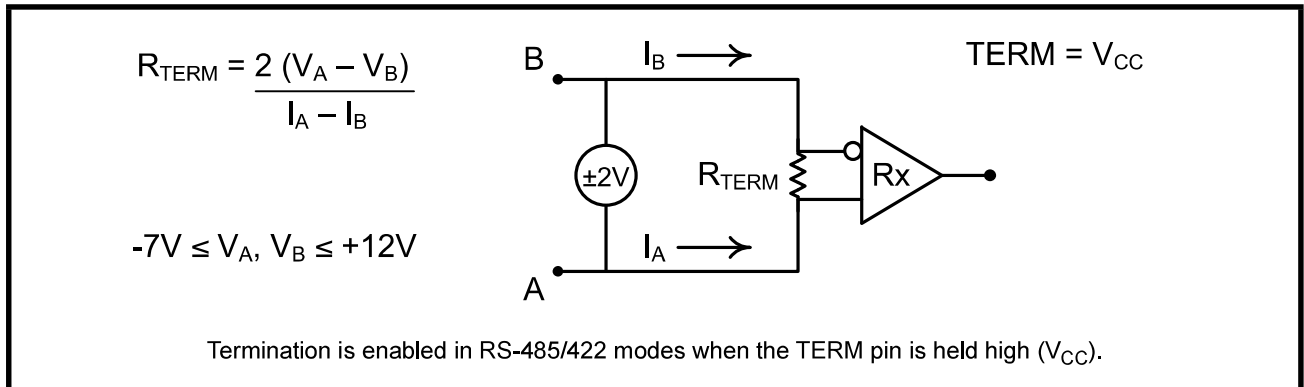 R_TERM = 2 (V_A – V_B)
I_A – I_B
-7V ≤ V_A, V_B ≤ +12V
B
I_B
TERM = V_CC
±2V
R_TERM
Rx
I_A
A
Termination is enabled in RS-485/422 modes when the TERM pin is held high (V_CC).